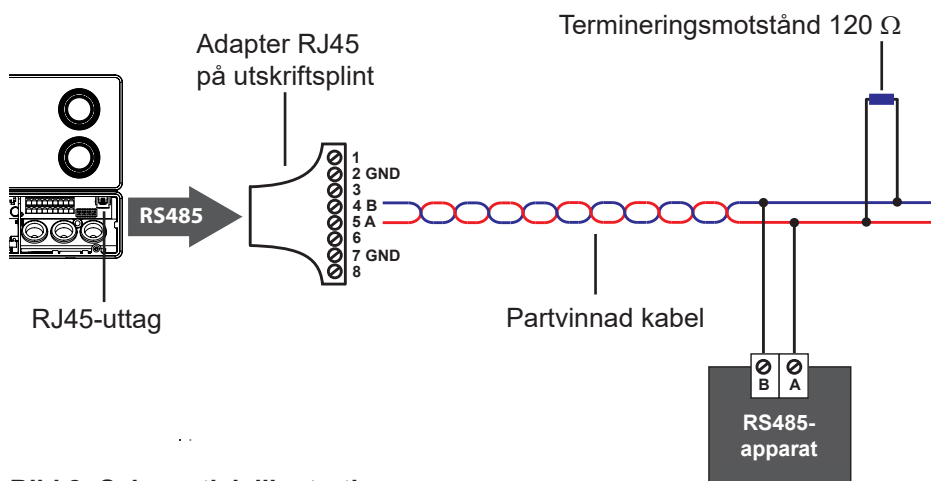 Termineringsmotstånd 120 Ω
Adapter RJ45
på utskriftsplint
1
2 GND
3
4 B
5 A
6
7 GND
8
RS485
RJ45-uttag
Partvinnad kabel
B A
RS485-
apparat